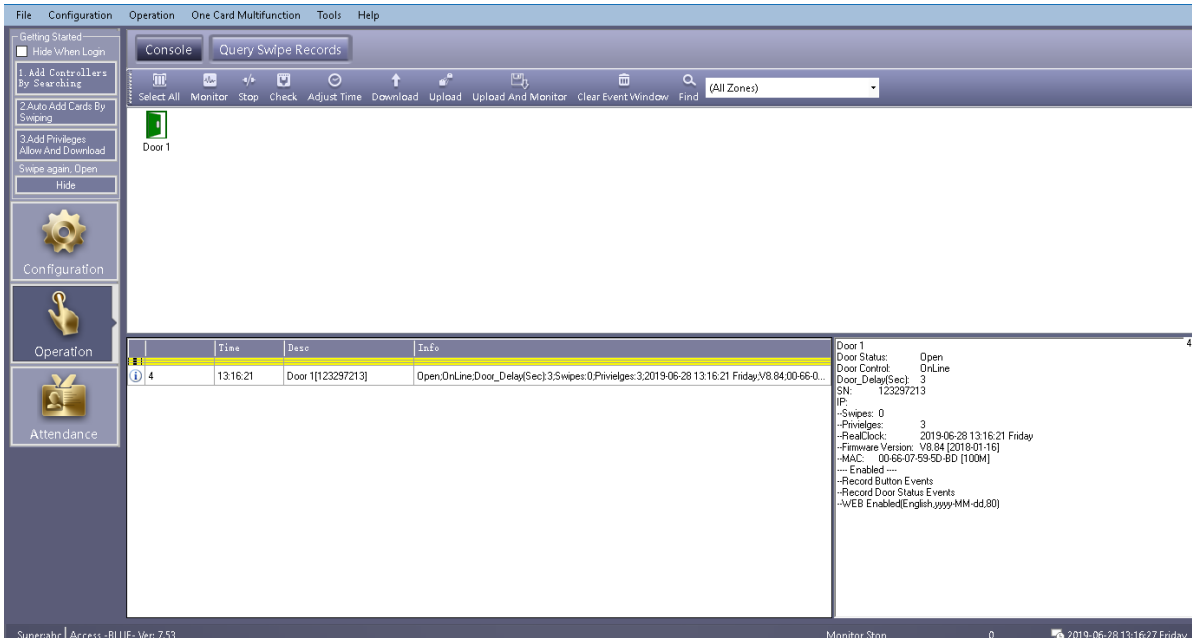 File Configuration Operation One Card Multifunction Tools Help
Getting Started
Hide When Login
1.Add Controllers
By Searching
2.Auto Add Cards By
Swiping
3.Add Privileges
Allow And Download
Swipe again, Open
Hide
Configuration
Operation
Attendance
Console Query Swipe Records
Select All Monitor Stop Check Adjust Time Download Upload Upload And Monitor Clear Event Window Find (All Zones)
Door 1
Time Desc Info
4 13:16:21 Door 1[123297213] Open;OnLine;Door_Delay(Sec):3;Swipes:0;Privielges:3;2019-06-28 13:16:21 Friday;V8.84;00-66-0...
4
Door 1
Door Status: Open
Door Control: OnLine
Door_Delay(Sec): 3
SN: 123297213
IP:
--Swipes: 0
--Privielges: 3
--RealClock: 2019-06-28 13:16:21 Friday
--Firmware Version: V8.84 [2018-01-16]
--MAC: 00-66-07-59-5D-BD [100M]
---- Enabled ----
--Record Button Events
--Record Door Status Events
--WEB Enabled(English,yyyy-MM-dd,80)
Super:abc Access -BLUE- Ver: 7.53 Monitor Stop 0 2019-06-28 13:16:27 Friday